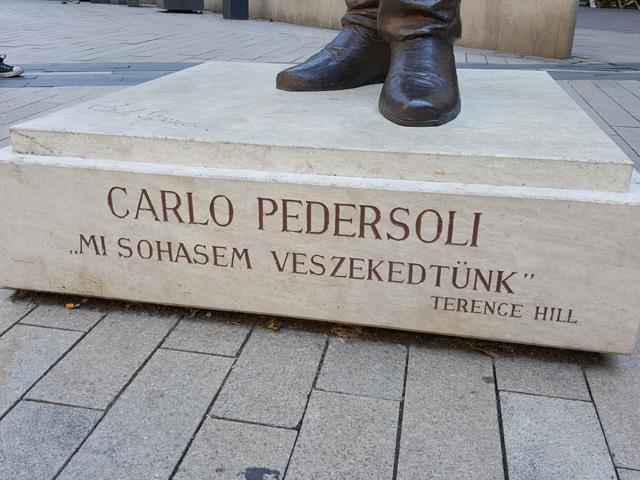 CARLO PEDERSOLI
„MI SOHASEM VESZEKEDTÜNK”
TERENCE HILL